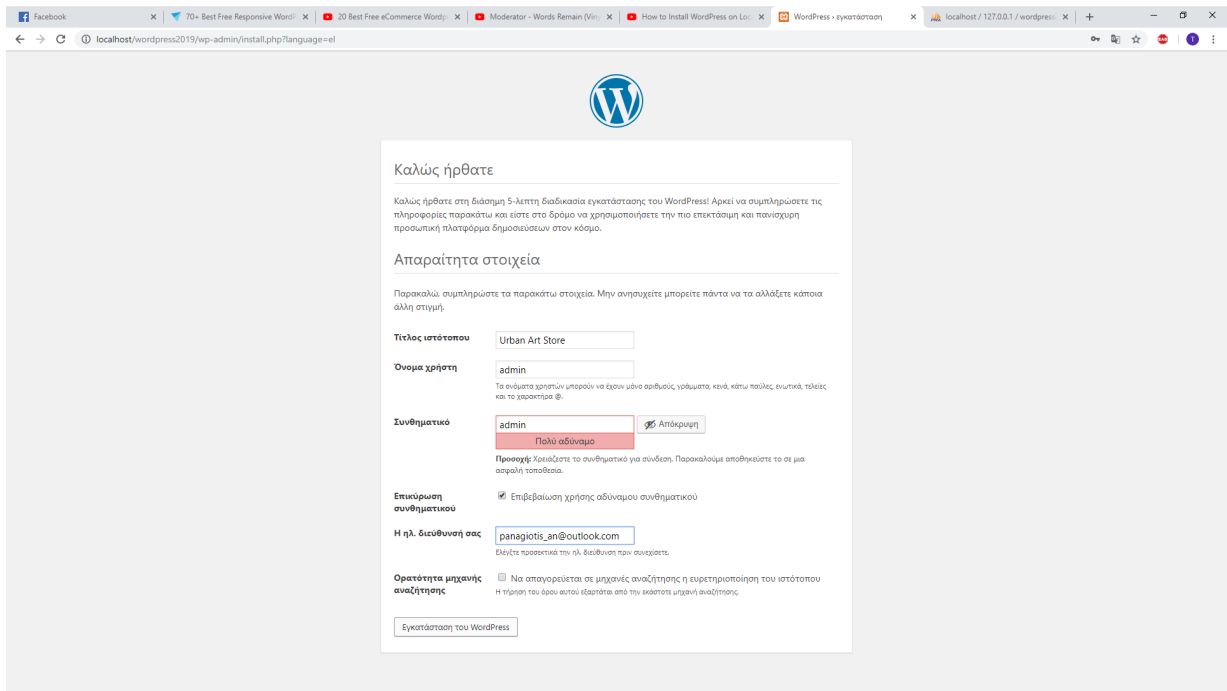 Facebook
70+ Best Free Responsive WordP
20 Best Free eCommerce Wordp
Moderator - Words Remain (Viny
How to Install WordPress on Loc
WordPress › εγκατάσταση
localhost / 127.0.0.1 / wordpress
localhost/wordpress2019/wp-admin/install.php?language=el
T
Καλώς ήρθατε
Καλώς ήρθατε στη διάσημη 5-λεπτη διαδικασία εγκατάστασης του WordPress! Αρκεί να συμπληρώσετε τις
πληροφορίες παρακάτω και είστε στο δρόμο να χρησιμοποιήσετε την πιο επεκτάσιμη και πανίσχυρη
προσωπική πλατφόρμα δημοσιεύσεων στον κόσμο.
Απαραίτητα στοιχεία
Παρακαλώ, συμπληρώστε τα παρακάτω στοιχεία. Μην ανησυχείτε μπορείτε πάντα να τα αλλάξετε κάποια
άλλη στιγμή.
Τίτλος ιστότοπου
Urban Art Store
Όνομα χρήστη
admin
Τα ονόματα χρηστών μπορούν να έχουν μόνο αριθμούς, γράμματα, κενά, κάτω παύλες, ενωτικά, τελείες
και το χαρακτήρα @.
Συνθηματικό
admin
Απόκρυψη
Πολύ αδύναμο
Προσοχή: Χρειάζεστε το συνθηματικό για σύνδεση. Παρακαλούμε αποθηκεύστε το σε μια
ασφαλή τοποθεσία.
Επικύρωση
συνθηματικού
Επιβεβαίωση χρήσης αδύναμου συνθηματικού
Η ηλ. διεύθυνσή σας
panagiotis_an@outlook.com
Ελέγξτε προσεκτικά την ηλ. διεύθυνση πριν συνεχίσετε.
Ορατότητα μηχανής
αναζήτησης
Να απαγορεύεται σε μηχανές αναζήτησης η ευρετηριοποίηση του ιστότοπου
Η τήρηση του όρου αυτού εξαρτάται από την εκάστοτε μηχανή αναζήτησης.
Εγκατάσταση του WordPress